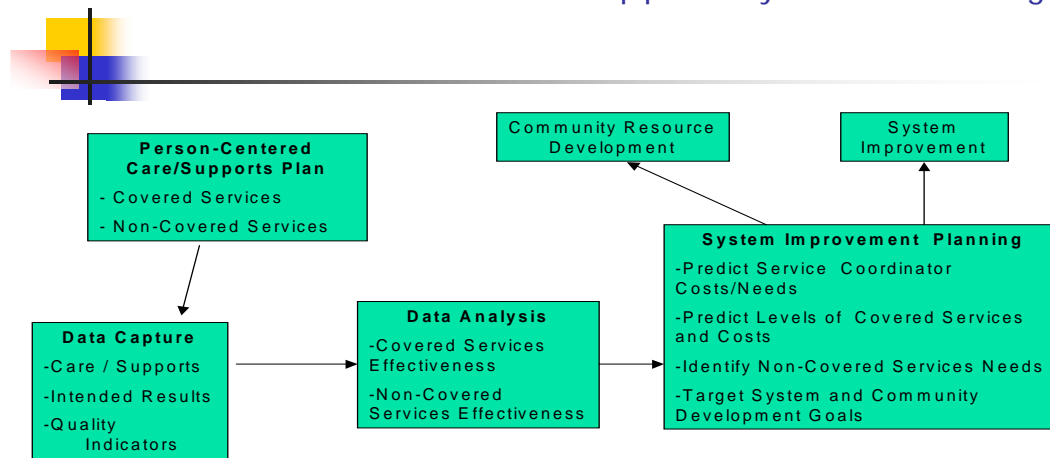 Person-Centered
Care/Supports Plan
- Covered Services
- Non-Covered Services
Community Resource
Development
System
Improvement
Data Capture
-Care / Supports
-Intended Results
-Quality
Indicators
Data Analysis
-Covered Services
Effectiveness
-Non-Covered
Services Effectiveness
System Improvement Planning
-Predict Service Coordinator
Costs/Needs
-Predict Levels of Covered Services
and Costs
-Identify Non-Covered Services Needs
-Target System and Community
Development Goals